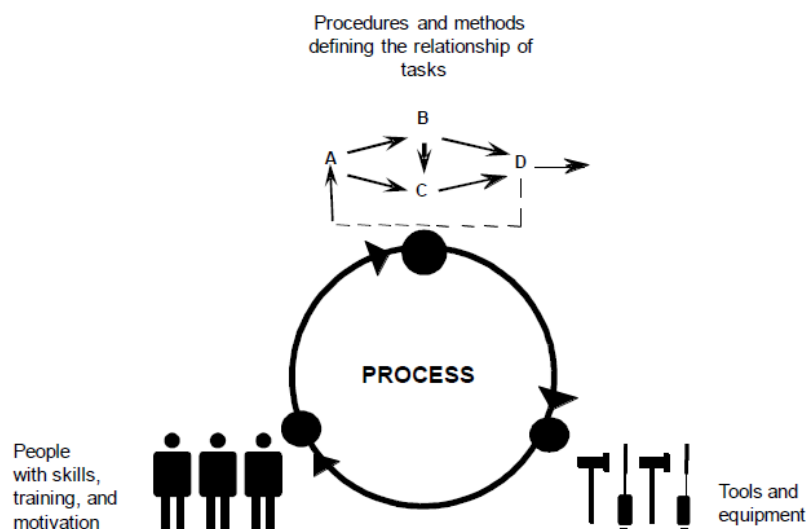 Procedures and methods
defining the relationship of
tasks
B
A
D
C
PROCESS
People
with skills,
training, and
motivation
Tools and
equipment